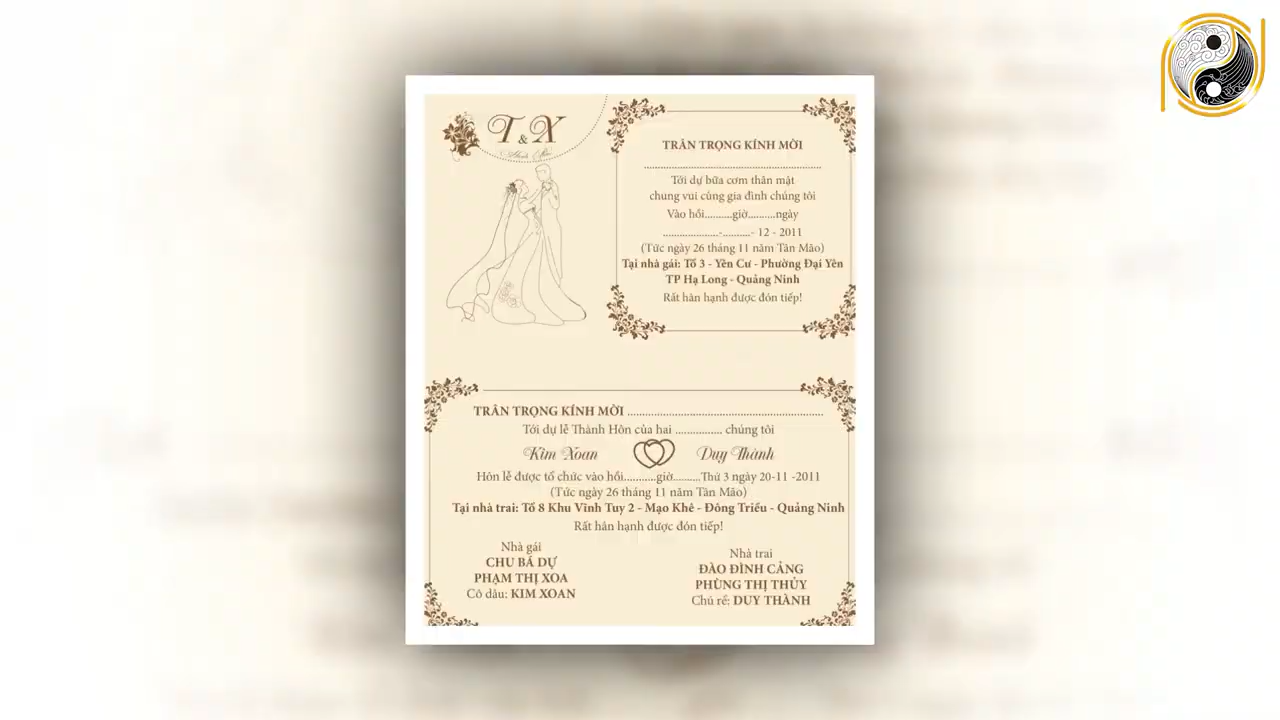 T & X
TRÂN TRỌNG KÍNH MỜI
Tới dự bữa cơm thân mật
chung vui cùng gia đình chúng tôi
Vào hồi..........giờ..........ngày
....................-..........- 12 - 2011
(Tức ngày 26 tháng 11 năm Tân Mão)
Tại nhà gái: Tổ 3 - Yên Cư - Phường Đại Yên
TP Hạ Long - Quảng Ninh
Rất hân hạnh được đón tiếp!
TRÂN TRỌNG KÍNH MỜI ......................................................
Tới dự lễ Thành Hôn của hai ................ chúng tôi
Kim Xoan Duy Thành
Hôn lễ được tổ chức vào hồi...........giờ.........Thứ 3 ngày 20-11 -2011
(Tức ngày 26 tháng 11 năm Tân Mão)
Tại nhà trai: Tổ 8 Khu Vĩnh Tuy 2 - Mạo Khê - Đông Triều - Quảng Ninh
Rất hân hạnh được đón tiếp!
Nhà gái
CHU BÁ DỰ
PHẠM THỊ XOA
Cô dâu: KIM XOAN
Nhà trai
ĐÀO ĐÌNH CẢNG
PHÙNG THỊ THỦY
Chú rể: DUY THÀNH